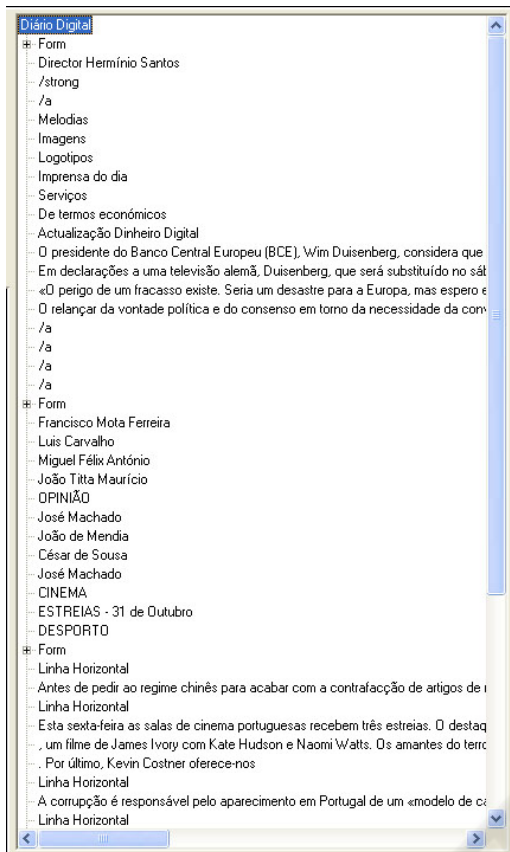 Diário Digital
Form
Director Hermínio Santos
/strong
/a
Melodias
Imagens
Logotipos
Imprensa do dia
Serviços
De termos económicos
Actualização Dinheiro Digital
O presidente do Banco Central Europeu (BCE), Wim Duisenberg, considera que
Em declarações a uma televisão alemã, Duisenberg, que será substituído no
«O perigo de um fracasso existe. Seria um desastre para a Europa, mas espero e
O relançar da vontade política e do consenso em torno da necessidade da
/a
/a
/a
/a
Form
Francisco Mota Ferreira
Luis Carvalho
Miguel Félix António
João Titta Maurício
OPINIÃO
José Machado
João de Mendia
César de Sousa
José Machado
CINEMA
ESTREIAS - 31 de Outubro
DESPORTO
Form
Linha Horizontal
Antes de pedir ao regime chinês para acabar com a contrafacção de artigos de
Linha Horizontal
Esta sexta-feira as salas de cinema portuguesas recebem três estreias. O
, um filme de James Ivory com Kate Hudson e Naomi Watts. Os amantes do
. Por último, Kevin Costner oferece-nos
Linha Horizontal
A corrupção é responsável pelo aparecimento em Portugal de um «modelo de
Linha Horizontal